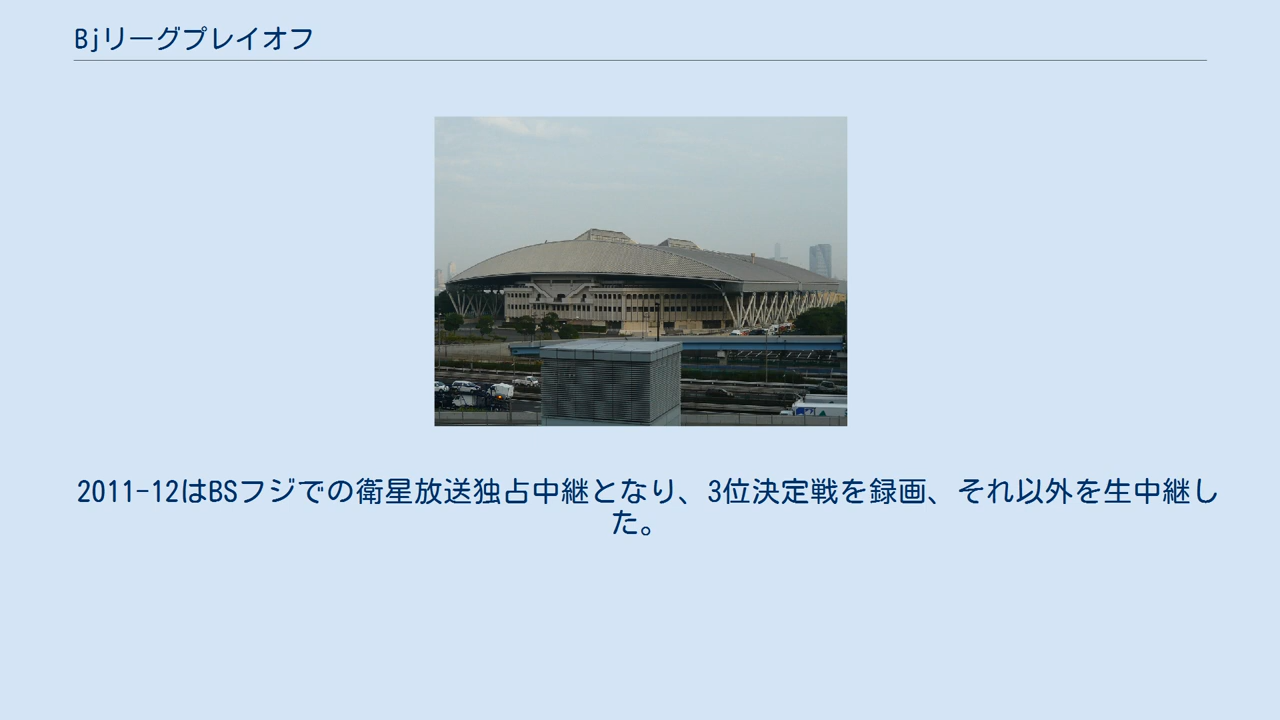 Bjリーグプレイオフ
2011-12はBSフジでの衛星放送独占中継となり、3位決定戦を録画、それ以外を生中継し
た。